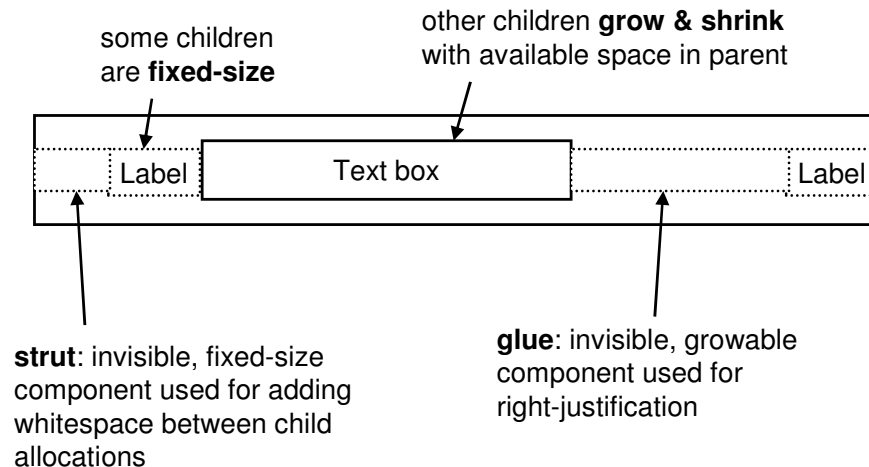 some children
are fixed-size
other children grow & shrink
with available space in parent
Label
Text box
Label
strut: invisible, fixed-size
component used for adding
whitespace between child
allocations
glue: invisible, growable
component used for
right-justification